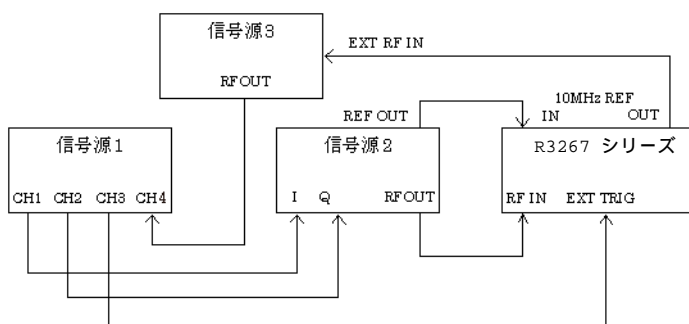 信号源3
EXT RF IN
RFOUT
10MHz REF
REF OUT
IN
OUT
信号源1
信号源2
R3267 シリーズ
CH1 CH2 CH3 CH4
I Q RFOUT
RF IN EXT TRIG